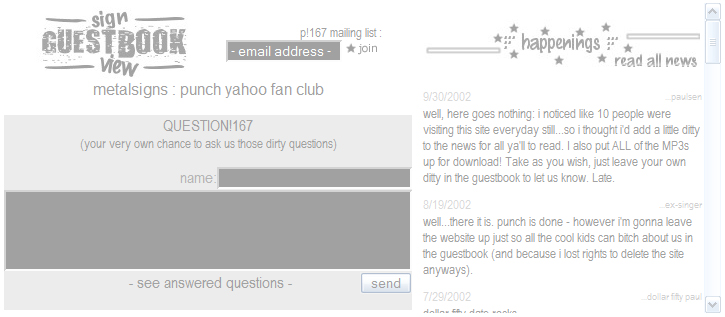 sign
GUESTBOOK
view
p!167 mailing list :
- email address -
join
metalsigns : punch yahoo fan club
QUESTION!167
(your very own chance to ask us those dirty questions)
name:
- see answered questions -
send
happenings
read all news
9/30/2002
...paulsen
well, here goes nothing: i noticed like 10 people were
visiting this site everyday still...so i thought i'd add a little ditty
to the news for all ya'll to read. I also put ALL of the MP3s
up for download! Take as you wish, just leave your own
ditty in the guestbook to let us know. Late.
8/19/2002
...ex-singer
well...there it is. punch is done - however i'm gonna leave
the website up just so all the cool kids can bitch about us in
the guestbook (and because i lost rights to delete the site
anyways).
7/29/2002
...dollar fifty paul
dollar fifty date rocks